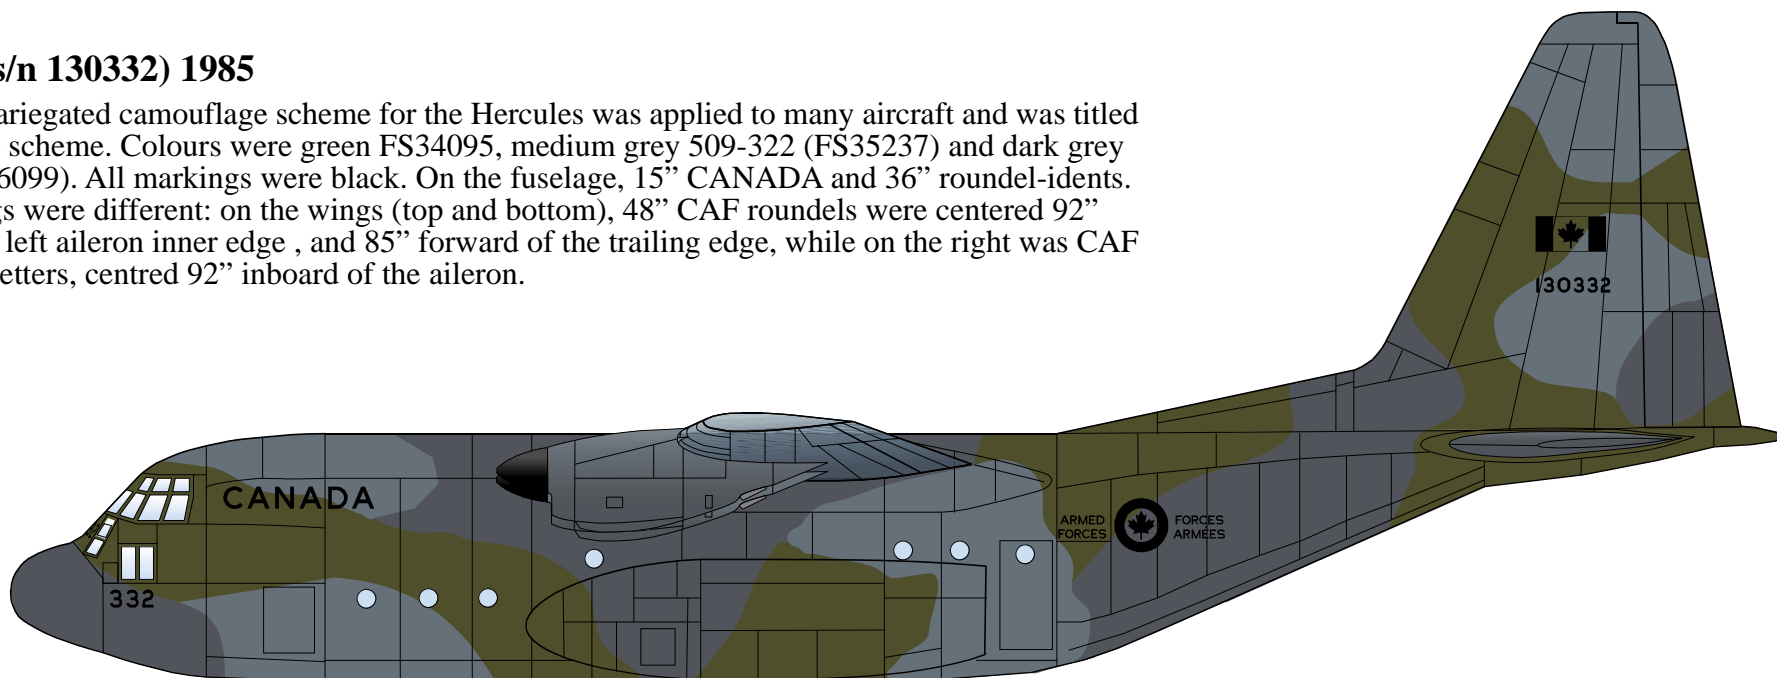 s/n 130332) 1985
ariegated camouflage scheme for the Hercules was applied to many aircraft and was titled
scheme. Colours were green FS34095, medium grey 509-322 (FS35237) and dark grey
6099). All markings were black. On the fuselage, 15” CANADA and 36” roundel-idents.
gs were different: on the wings (top and bottom), 48” CAF roundels were centered 92”
left aileron inner edge , and 85” forward of the trailing edge, while on the right was CAF
etters, centred 92” inboard of the aileron.
130332
CANADA
ARMED FORCES
FORCES ARMÉES
332